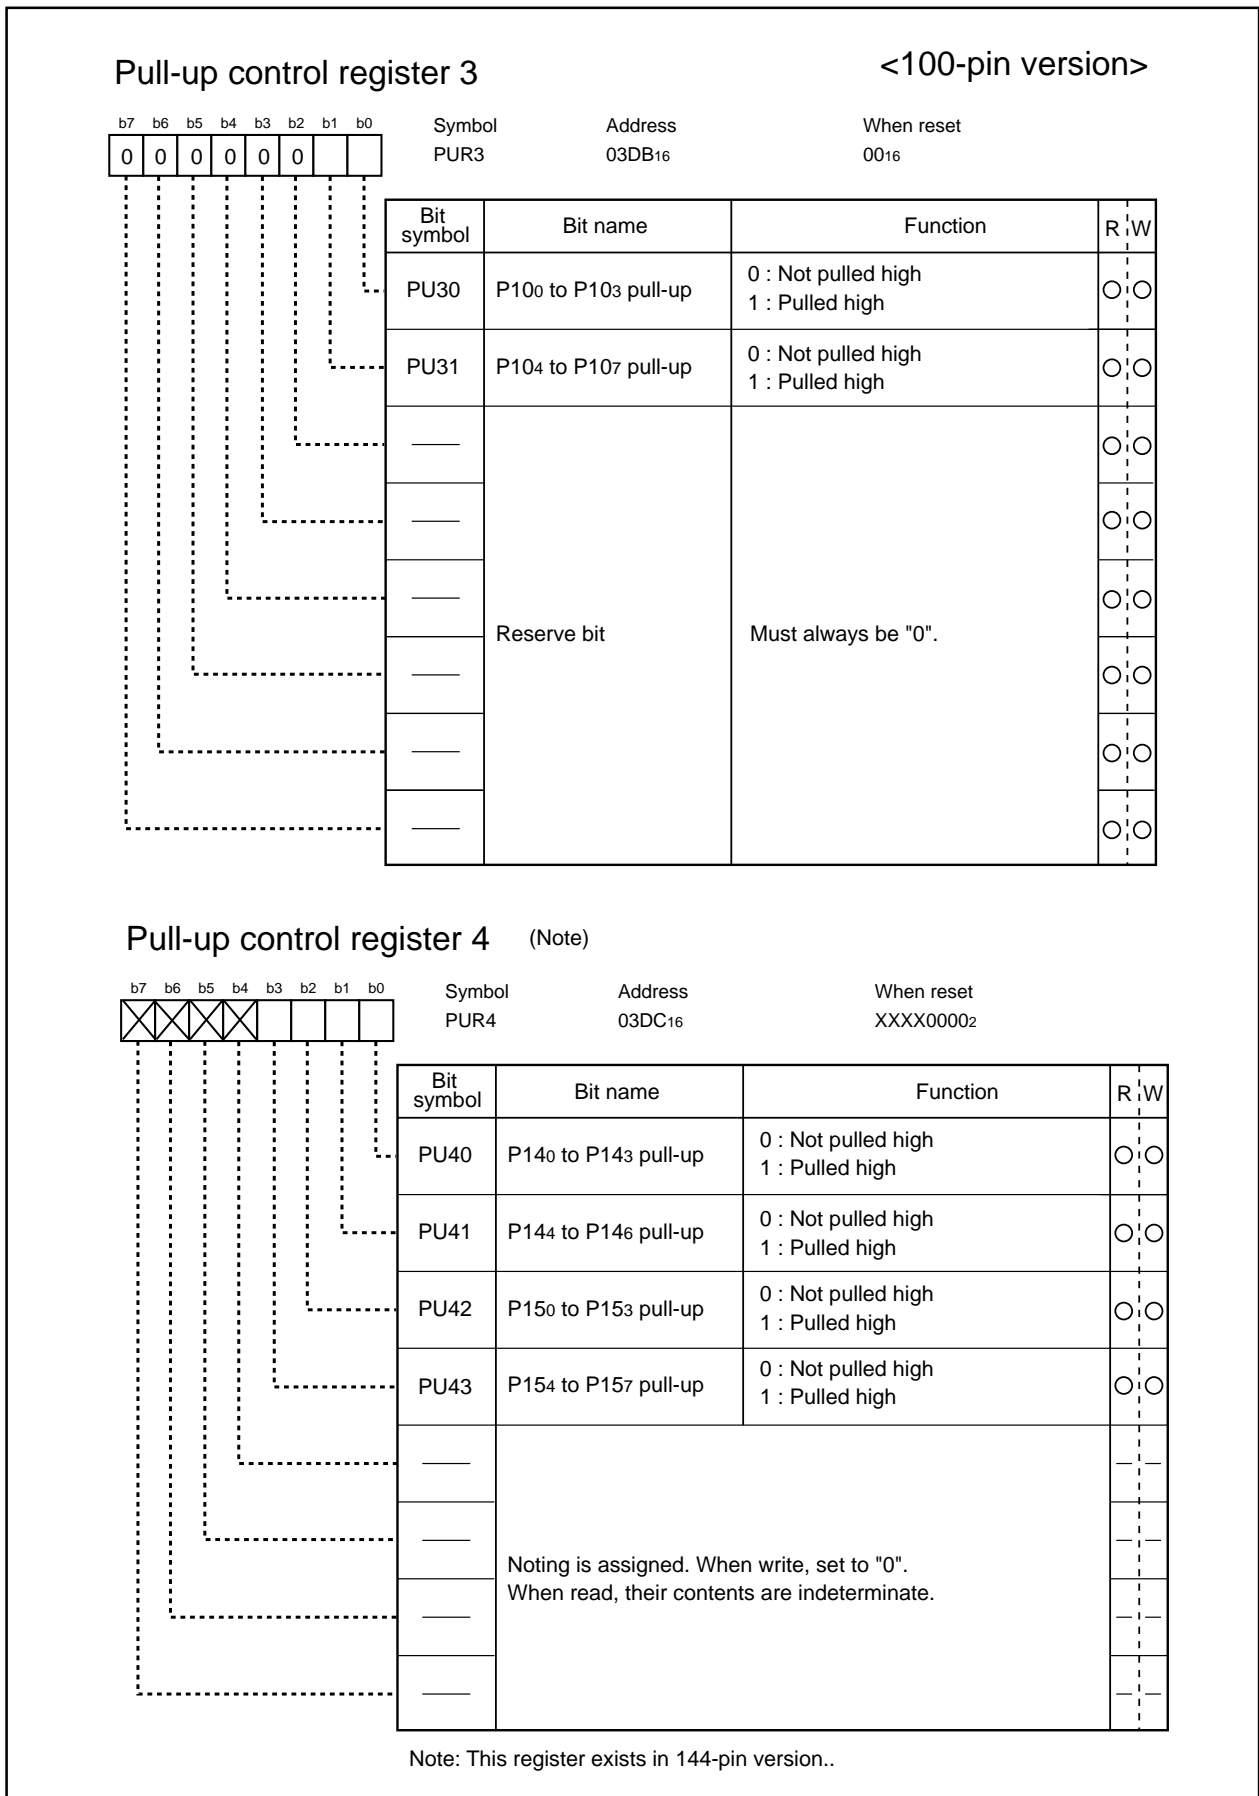 Pull-up control register 3 <100-pin version>
b7 b6 b5 b4 b3 b2 b1 b0
0 0 0 0 0 0
Symbol Address When reset
PUR3 03DB16 0016
Bit symbol Bit name Function R W
PU30 P100 to P103 pull-up 0 : Not pulled high
1 : Pulled high
PU31 P104 to P107 pull-up 0 : Not pulled high
1 : Pulled high
Reserve bit Must always be "0".
Pull-up control register 4 (Note)
b7 b6 b5 b4 b3 b2 b1 b0
Symbol Address When reset
PUR4 03DC16 XXXX00002
Bit symbol Bit name Function R W
PU40 P140 to P143 pull-up 0 : Not pulled high
1 : Pulled high
PU41 P144 to P146 pull-up 0 : Not pulled high
1 : Pulled high
PU42 P150 to P153 pull-up 0 : Not pulled high
1 : Pulled high
PU43 P154 to P157 pull-up 0 : Not pulled high
1 : Pulled high
Noting is assigned. When write, set to "0".
When read, their contents are indeterminate.
Note: This register exists in 144-pin version..